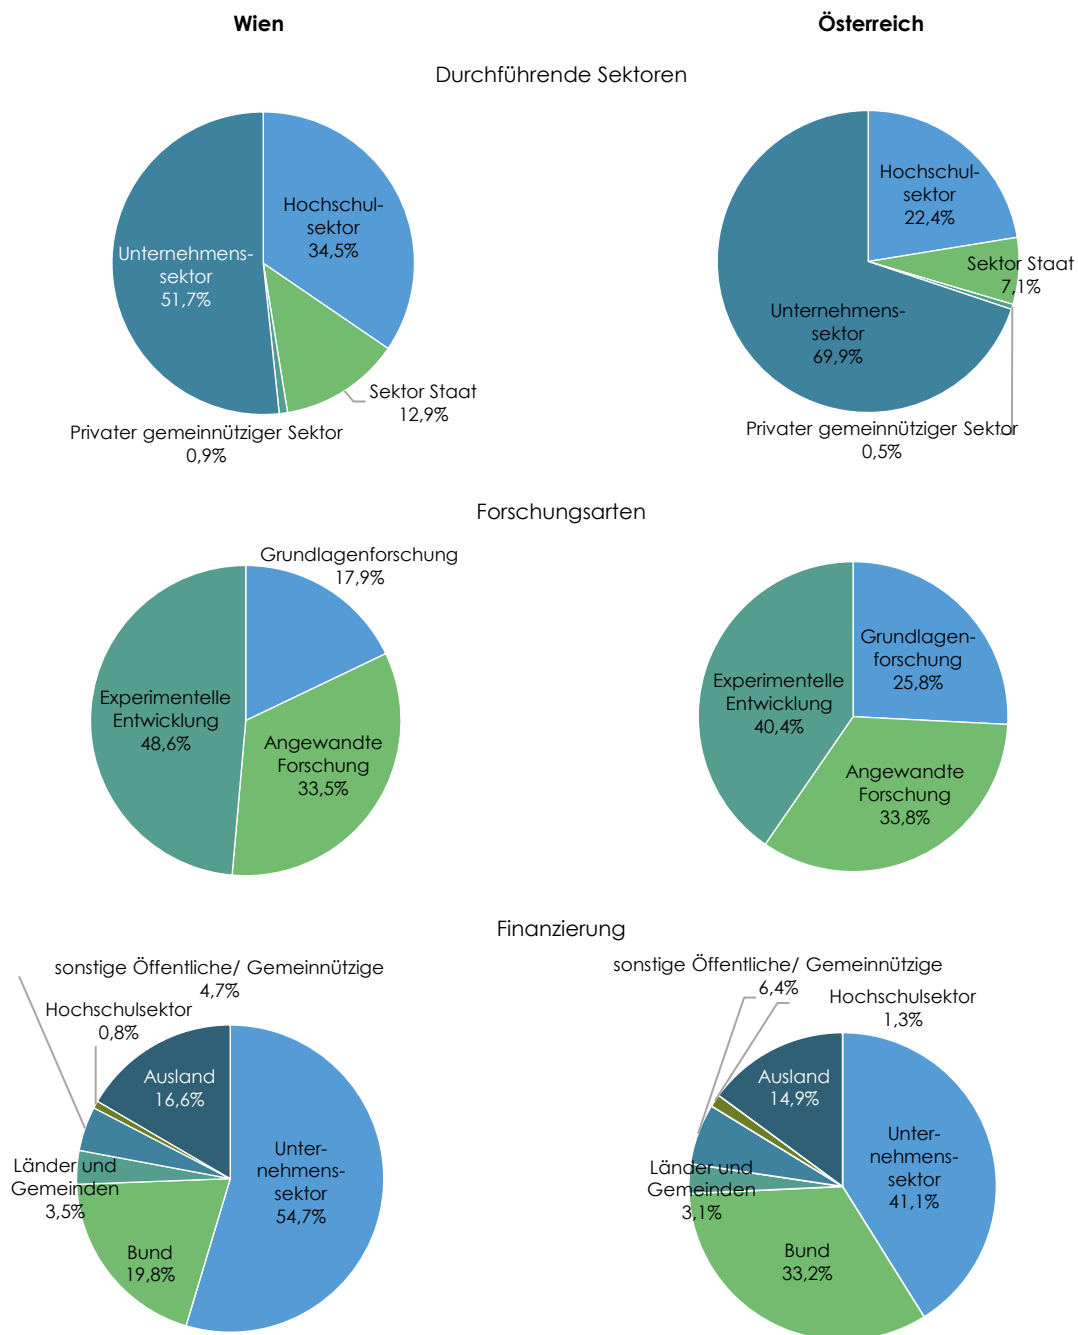 Wien
Österreich
Durchführende Sektoren
Hochschul-
sektor
34,5%
Unternehmens-
sektor
51,7%
Sektor Staat
12,9%
Privater gemeinnütziger Sektor
0,9%
Hochschul-
sektor
22,4%
Sektor Staat
7,1%
Unternehmens-
sektor
69,9%
Privater gemeinnütziger Sektor
0,5%
Forschungsarten
Grundlagenforschung
17,9%
Experimentelle
Entwicklung
48,6%
Angewandte
Forschung
33,5%
Grundlagen-
forschung
25,8%
Experimentelle
Entwicklung
40,4%
Angewandte
Forschung
33,8%
Finanzierung
sonstige Öffentliche/ Gemeinnützige
4,7%
Hochschulsektor
0,8%
Ausland
16,6%
Unter-
nehmens-
sektor
54,7%
Länder und
Gemeinden
3,5%
Bund
19,8%
sonstige Öffentliche/ Gemeinnützige
6,4%
Hochschulsektor
1,3%
Ausland
14,9%
Unter-
nehmens-
sektor
41,1%
Länder und
Gemeinden
3,1%
Bund
33,2%